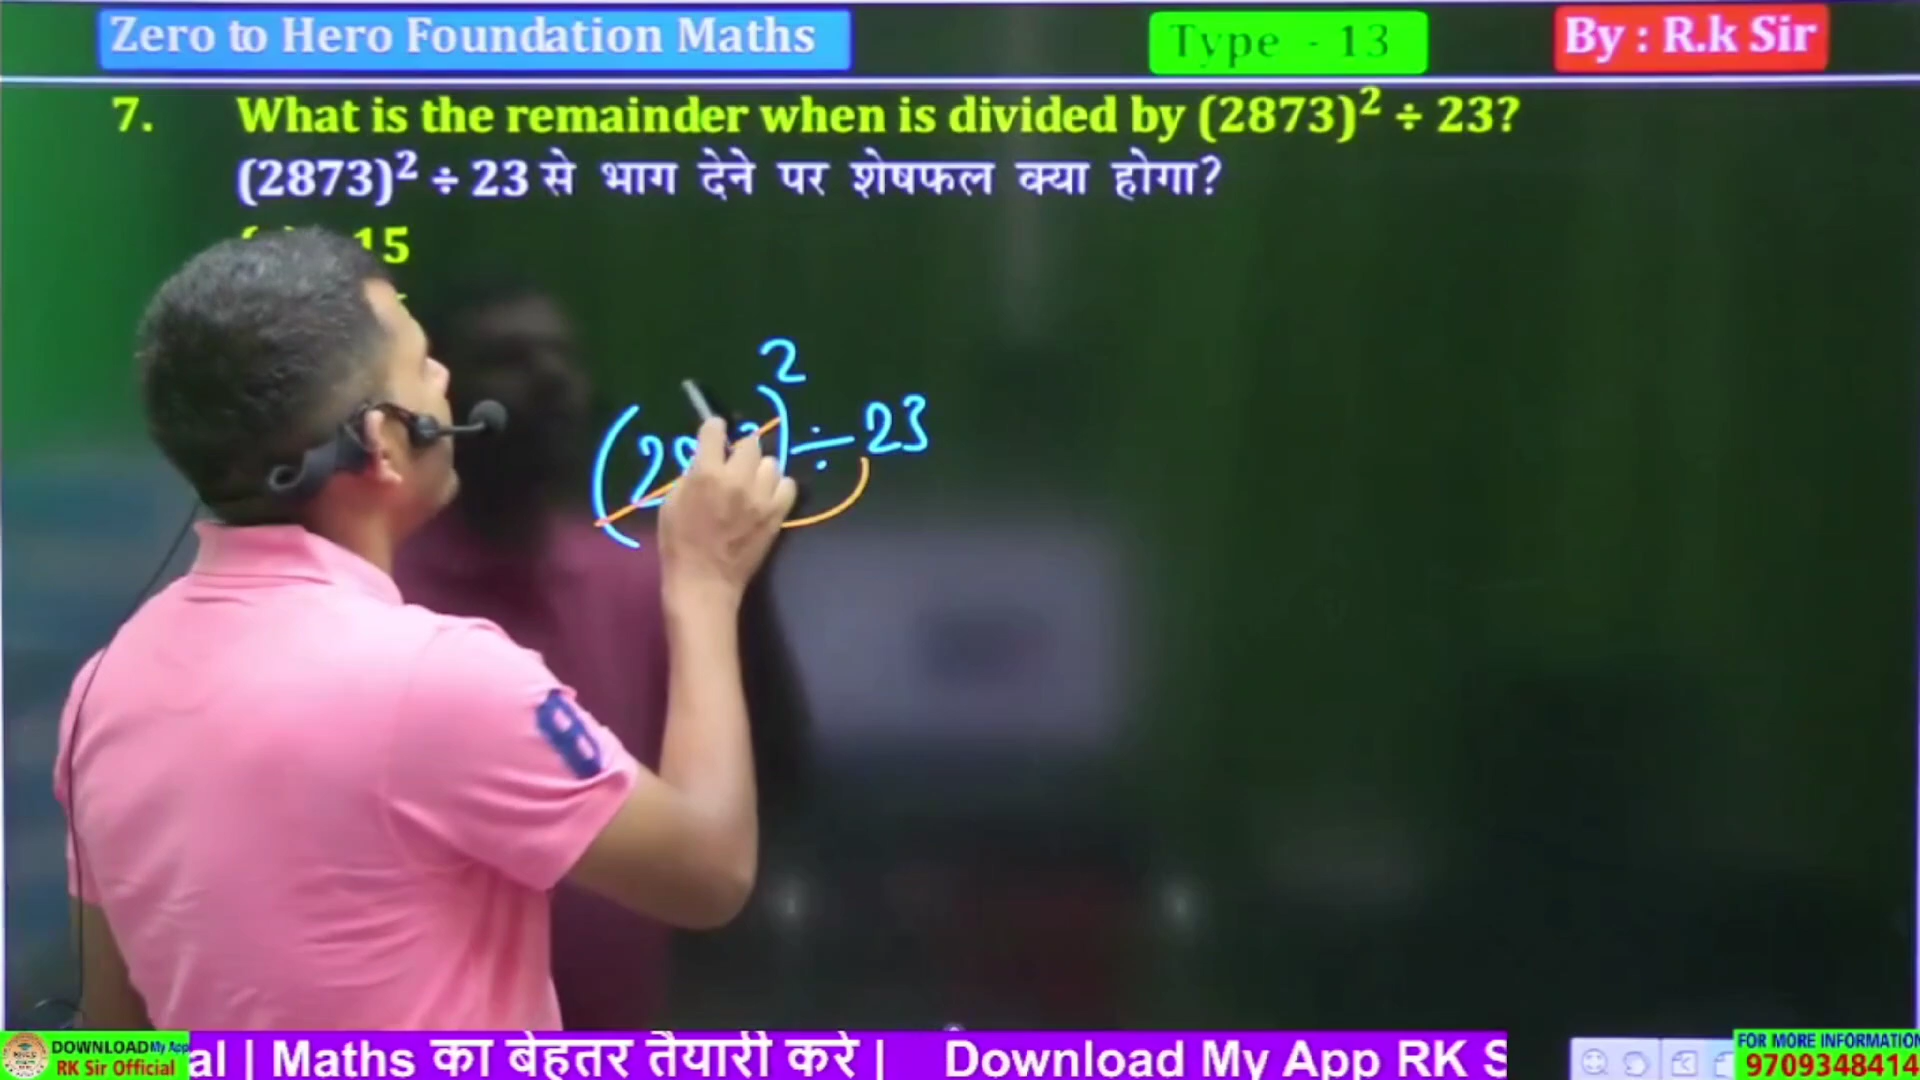 Zero to Hero Foundation Maths
Type - 13
By : R.k Sir
7. What is the remainder when is divided by (2873)² ÷ 23?
(2873)² ÷ 23 से भाग देने पर शेषफल क्या होगा?
15
2
÷ 23
DOWNLOAD My App
RK Sir Official
al | Maths का बेहतर तैयारी करे | Download My App RK S
FOR MORE INFORMATION
9709348414